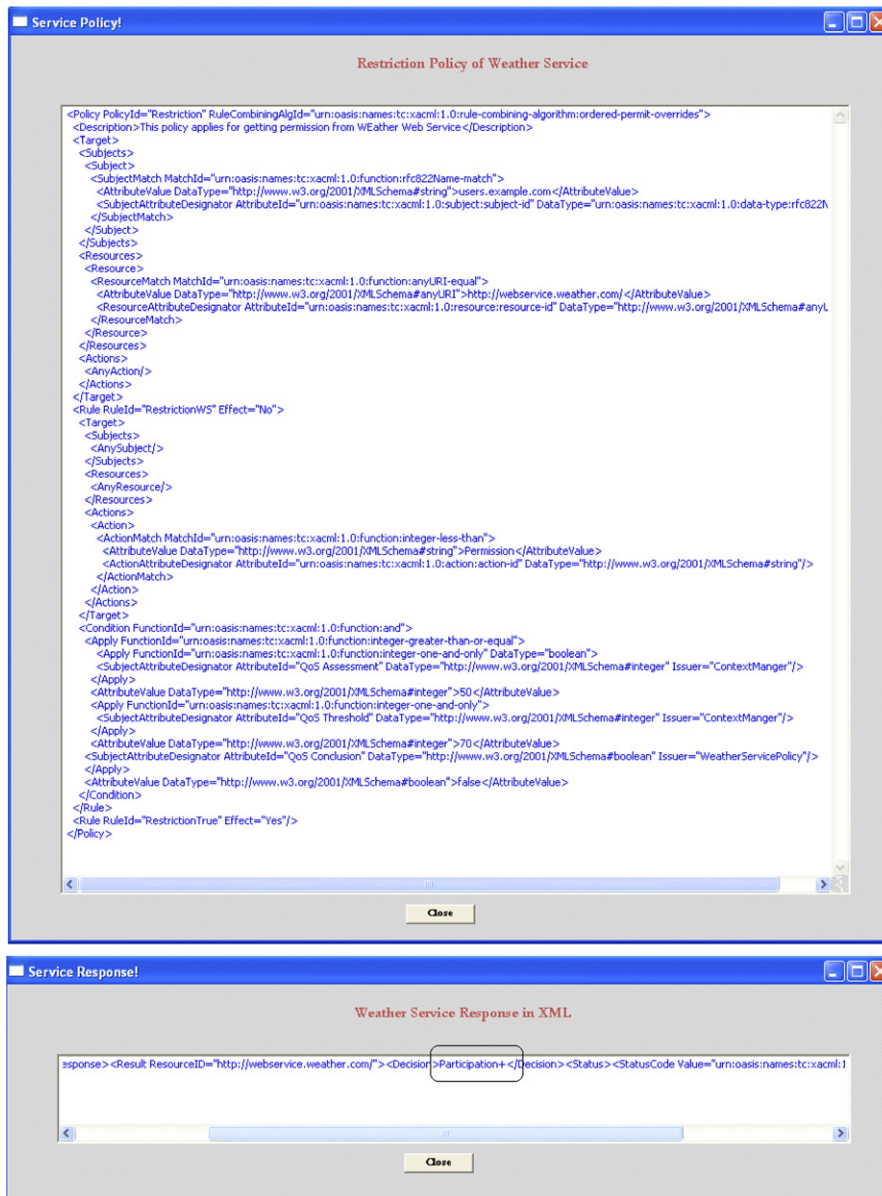 Service Policy!
Restriction Policy of Weather Service
<Policy PolicyId="Restriction" RuleCombiningAlgId="urn:oasis:names:tc:xacml:1.0:rule-combining-algorithm:ordered-permit-overrides">
<Description>This policy applies for getting permission from WEather Web Service</Description>
<Target>
<Subjects>
<Subject>
<SubjectMatch MatchId="urn:oasis:names:tc:xacml:1.0:function:rfc822Name-match">
<AttributeValue DataType="http://www.w3.org/2001/XMLSchema#string">users.example.com</AttributeValue>
<SubjectAttributeDesignator AttributeId="urn:oasis:names:tc:xacml:1.0:subject:subject-id" DataType="urn:oasis:names:tc:xacml:1.0:data-type:rfc822N
</SubjectMatch>
</Subject>
</Subjects>
<Resources>
<Resource>
<ResourceMatch MatchId="urn:oasis:names:tc:xacml:1.0:function:anyURI-equal">
<AttributeValue DataType="http://www.w3.org/2001/XMLSchema#anyURI">http://webservice.weather.com/</AttributeValue>
<ResourceAttributeDesignator AttributeId="urn:oasis:names:tc:xacml:1.0:resource:resource-id" DataType="http://www.w3.org/2001/XMLSchema#anyU
</ResourceMatch>
</Resource>
</Resources>
<Actions>
<AnyAction/>
</Actions>
</Target>
<Rule RuleId="RestrictionWS" Effect="No">
<Target>
<Subjects>
<AnySubject/>
</Subjects>
<Resources>
<AnyResource/>
</Resources>
<Actions>
<Action>
<ActionMatch MatchId="urn:oasis:names:tc:xacml:1.0:function:integer-less-than">
<AttributeValue DataType="http://www.w3.org/2001/XMLSchema#string">Permission</AttributeValue>
<ActionAttributeDesignator AttributeId="urn:oasis:names:tc:xacml:1.0:action:action-id" DataType="http://www.w3.org/2001/XMLSchema#string"/>
</ActionMatch>
</Action>
</Actions>
</Target>
<Condition FunctionId="urn:oasis:names:tc:xacml:1.0:function:and">
<Apply FunctionId="urn:oasis:names:tc:xacml:1.0:function:integer-greater-than-or-equal">
<Apply FunctionId="urn:oasis:names:tc:xacml:1.0:function:integer-one-and-only" DataType="boolean">
<SubjectAttributeDesignator AttributeId="QoS Assessment" DataType="http://www.w3.org/2001/XMLSchema#integer" Issuer="ContextManger"/>
</Apply>
<AttributeValue DataType="http://www.w3.org/2001/XMLSchema#integer">50</AttributeValue>
<Apply FunctionId="urn:oasis:names:tc:xacml:1.0:function:integer-one-and-only">
<SubjectAttributeDesignator AttributeId="QoS Threshold" DataType="http://www.w3.org/2001/XMLSchema#integer" Issuer="ContextManger"/>
</Apply>
<AttributeValue DataType="http://www.w3.org/2001/XMLSchema#integer">70</AttributeValue>
<SubjectAttributeDesignator AttributeId="QoS Conclusion" DataType="http://www.w3.org/2001/XMLSchema#boolean" Issuer="WeatherServicePolicy"/>
</Apply>
<AttributeValue DataType="http://www.w3.org/2001/XMLSchema#boolean">false</AttributeValue>
</Condition>
</Rule>
<Rule RuleId="RestrictionTrue" Effect="Yes"/>
</Policy>
Close
Service Response!
Weather Service Response in XML
esponse><Result ResourceID="http://webservice.weather.com/"><Decision>Participation+</Decision><Status><StatusCode Value="urn:oasis:names:tc:xacml:1
Close